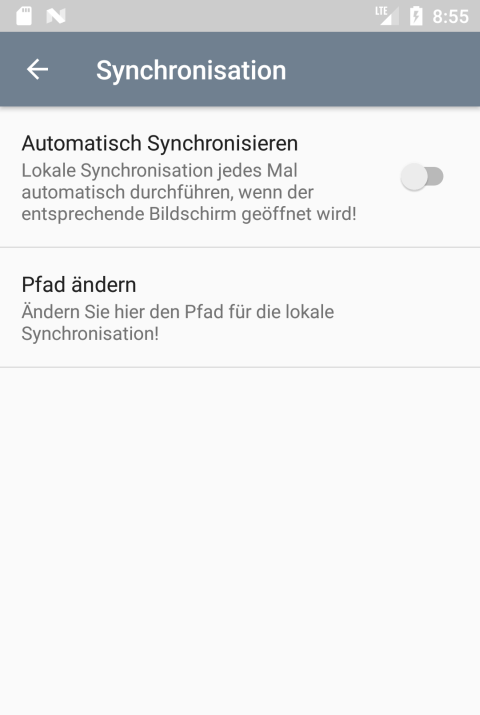 LTE 8:55
Synchronisation
Automatisch Synchronisieren
Lokale Synchronisation jedes Mal
automatisch durchführen, wenn der
entsprechende Bildschirm geöffnet wird!
Pfad ändern
Ändern Sie hier den Pfad für die lokale
Synchronisation!